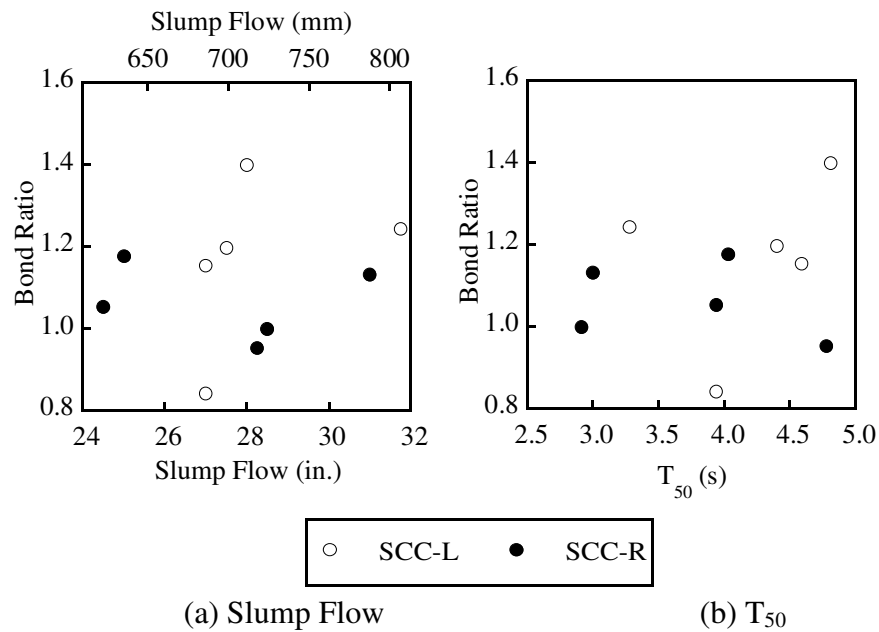 Slump Flow (mm)
650 700 750 800
1.6
1.4
1.2
1.0
0.8
Bond Ratio
24 26 28 30 32
Slump Flow (in.)
1.6
1.4
1.2
1.0
0.8
Bond Ratio
2.5 3.0 3.5 4.0 4.5 5.0
T50 (s)
SCC-L SCC-R
(a) Slump Flow
(b) T50